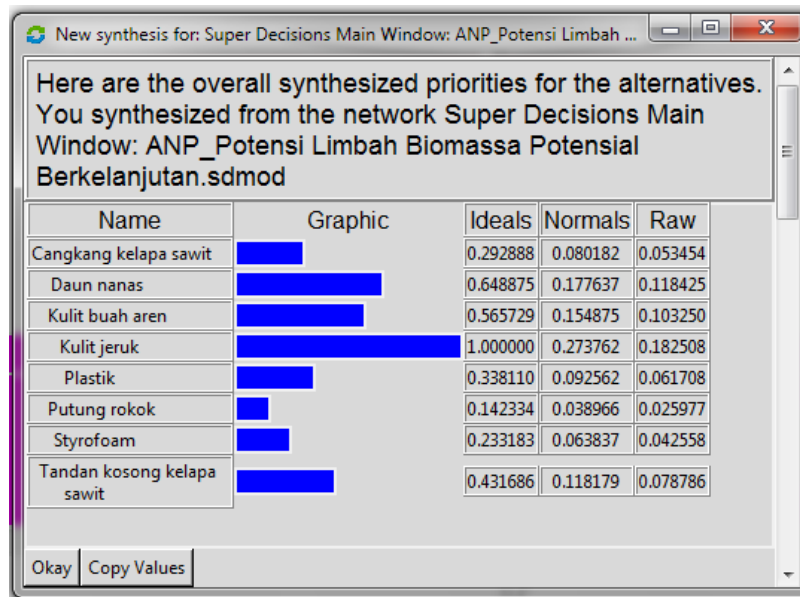 New synthesis for: Super Decisions Main Window: ANP_Potensi Limbah ...
Here are the overall synthesized priorities for the alternatives.
You synthesized from the network Super Decisions Main
Window: ANP_Potensi Limbah Biomassa Potensial
Berkelanjutan.sdmod
Name Graphic Ideals Normals Raw
Cangkang kelapa sawit 0.292888 0.080182 0.053454
Daun nanas 0.648875 0.177637 0.118425
Kulit buah aren 0.565729 0.154875 0.103250
Kulit jeruk 1.000000 0.273762 0.182508
Plastik 0.338110 0.092562 0.061708
Putung rokok 0.142334 0.038966 0.025977
Styrofoam 0.233183 0.063837 0.042558
Tandan kosong kelapa
sawit 0.431686 0.118179 0.078786
Okay Copy Values